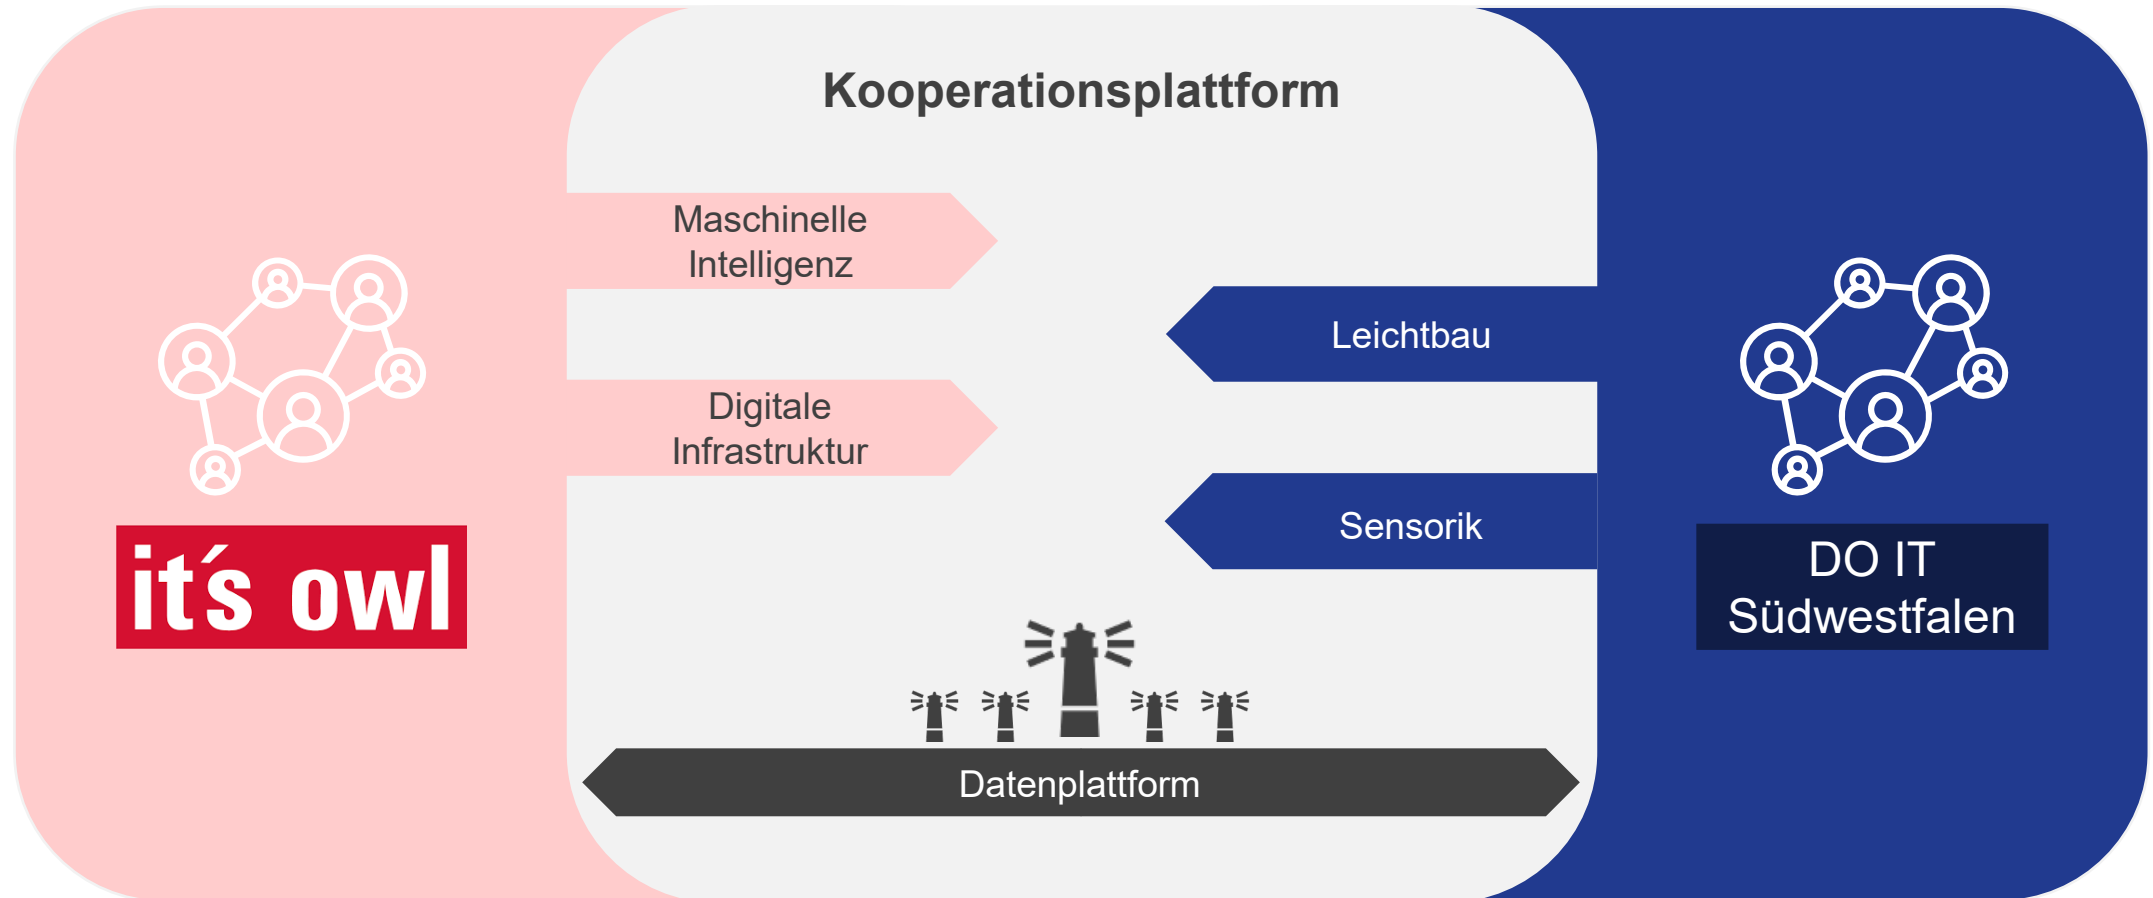 Kooperationsplattform
Maschinelle
Intelligenz
Leichtbau
Digitale
Infrastruktur
Sensorik
it´s owl
DO IT
Südwestfalen
Datenplattform